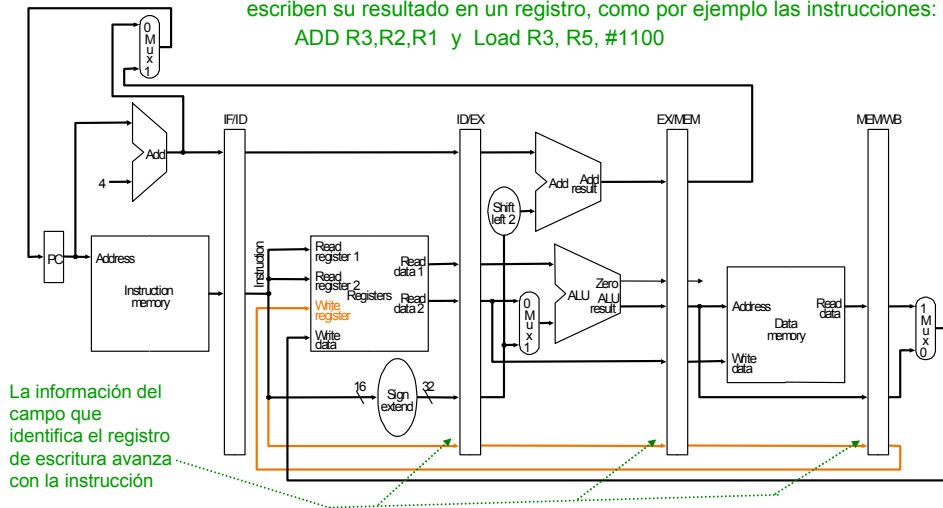 escriben su resultado en un registro, como por ejemplo las instrucciones:
ADD R3,R2,R1 y Load R3, R5, #1100
0
M
u
x
1
IF/ID
ID/EX
EX/MEM
MEM/WB
Add
4
Add
Add
result
Shift
left 2
PC
Address
Instruction
memory
Instruction
Read
register 1
Read
register 2
Write
register
Write
data
Registers
Read
data 1
Read
data 2
0
M
u
x
1
ALU
Zero
ALU
result
Address
Write
data
Data
memory
Read
data
1
M
u
x
0
16
Sign
extend
32
La información del
campo que
identifica el registro
de escritura avanza
con la instrucción